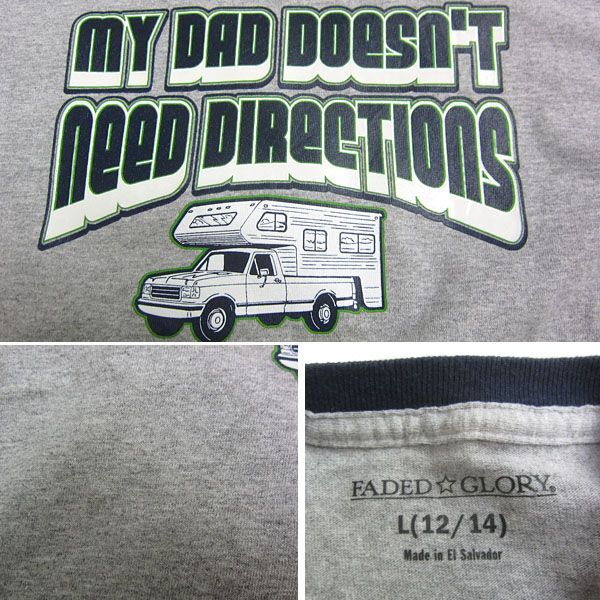 MY DAD DOESN'T
NEED DIRECTIONS
FADED☆GLORY®
L(12/14)
Made in El Salvador